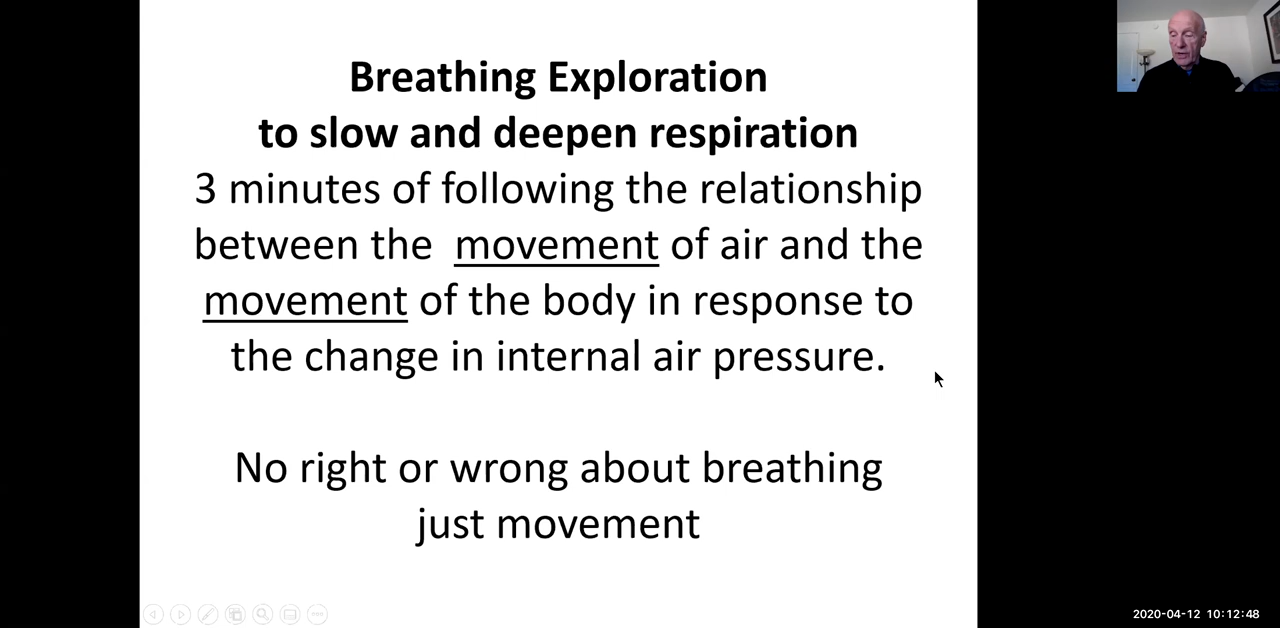 Breathing Exploration
to slow and deepen respiration
3 minutes of following the relationship
between the movement of air and the
movement of the body in response to
the change in internal air pressure.
No right or wrong about breathing
just movement
2020-04-12 10:12:48